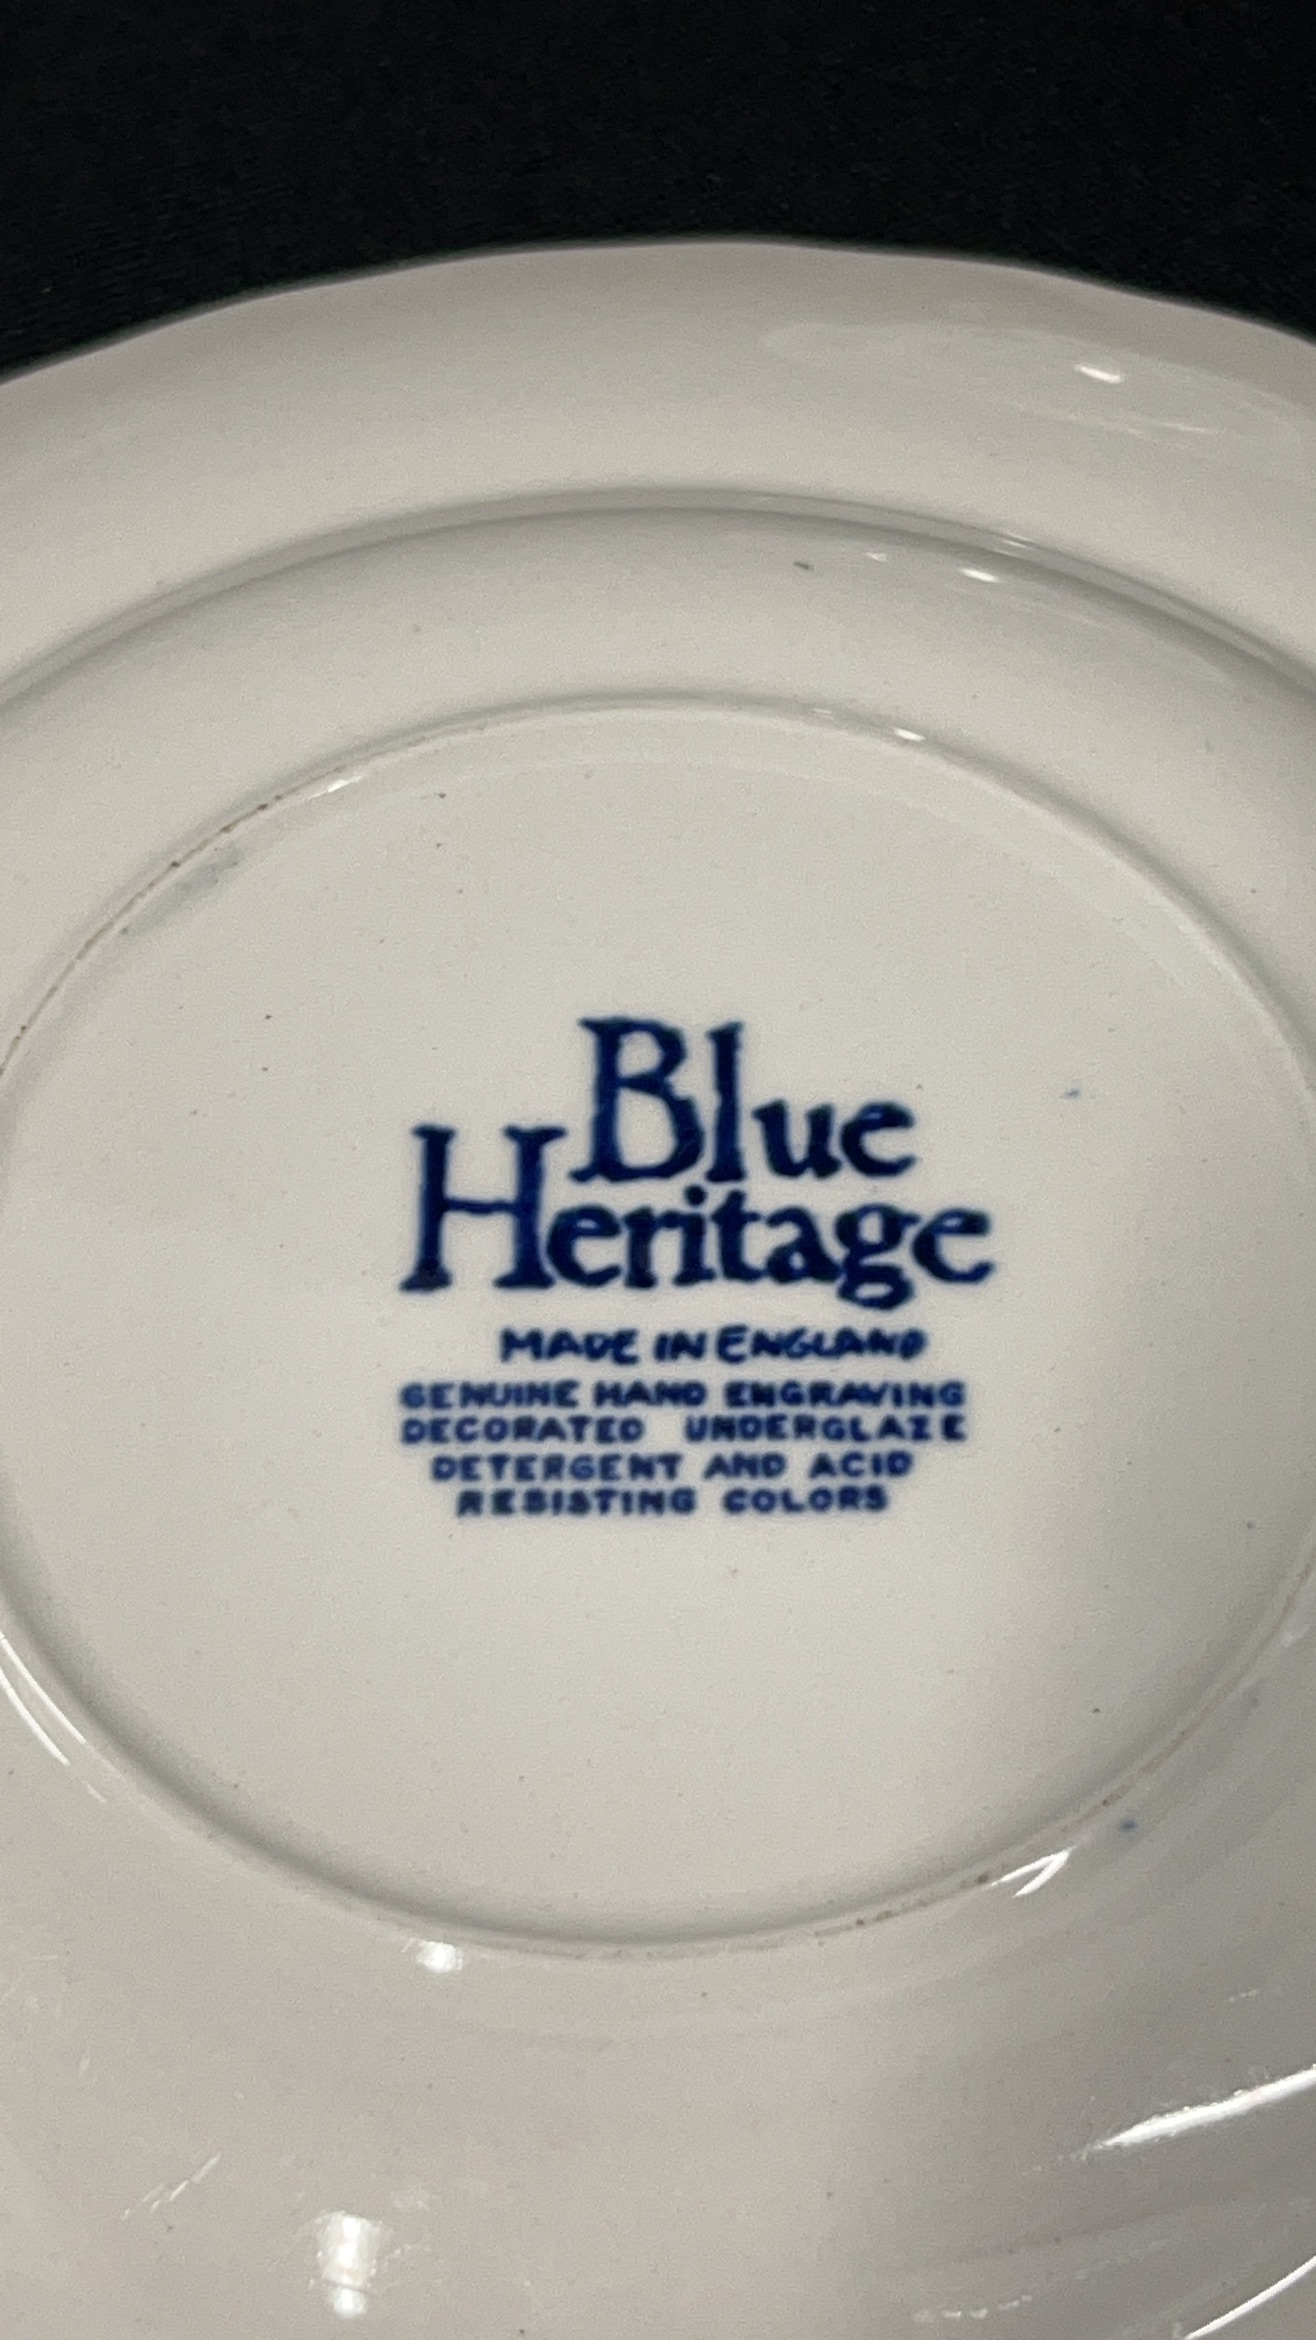 Blue
Heritage
MADE IN ENGLAND
GENUINE HAND ENGRAVING
DECORATED UNDERGLAZE
DETERGENT AND ACID
RESISTING COLORS